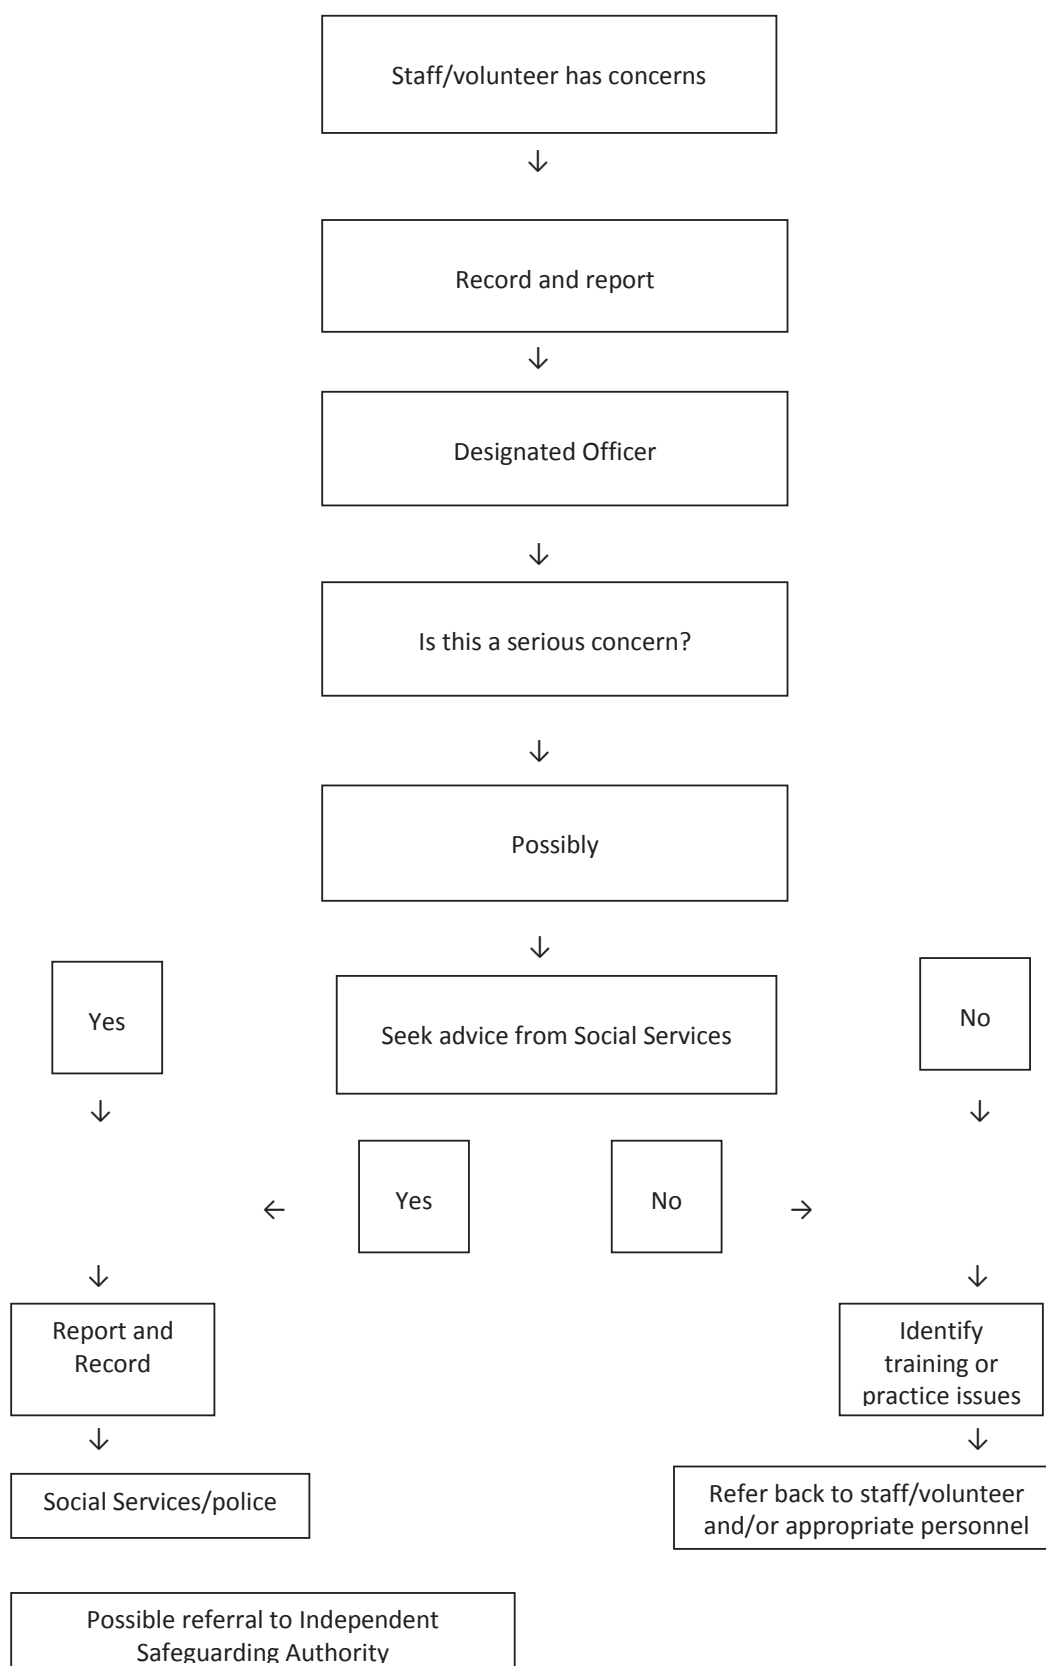 Staff/volunteer has concerns
↓
Record and report
↓
Designated Officer
↓
Is this a serious concern?
↓
Possibly
↓
Yes
Seek advice from Social Services
No
↓
↓
Yes
No
←
→
↓
↓
Report and
Record
Identify
training or
practice issues
↓
↓
Social Services/police
Refer back to staff/volunteer
and/or appropriate personnel
Possible referral to Independent
Safeguarding Authority